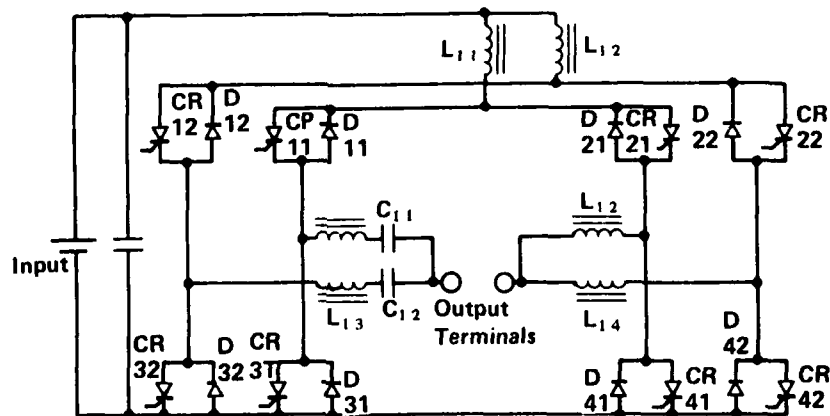 L₁₁ L₁₂
CR 12 D 12
CP 11 D 11
D 21 CR 21
D 22 CR 22
C₁₁
L₁₂
Input
L₁₃ C₁₂
Output
Terminals
L₁₄
CR 32 D 32
CR 31 D 31
D 41 CR 41
D 42 CR 42